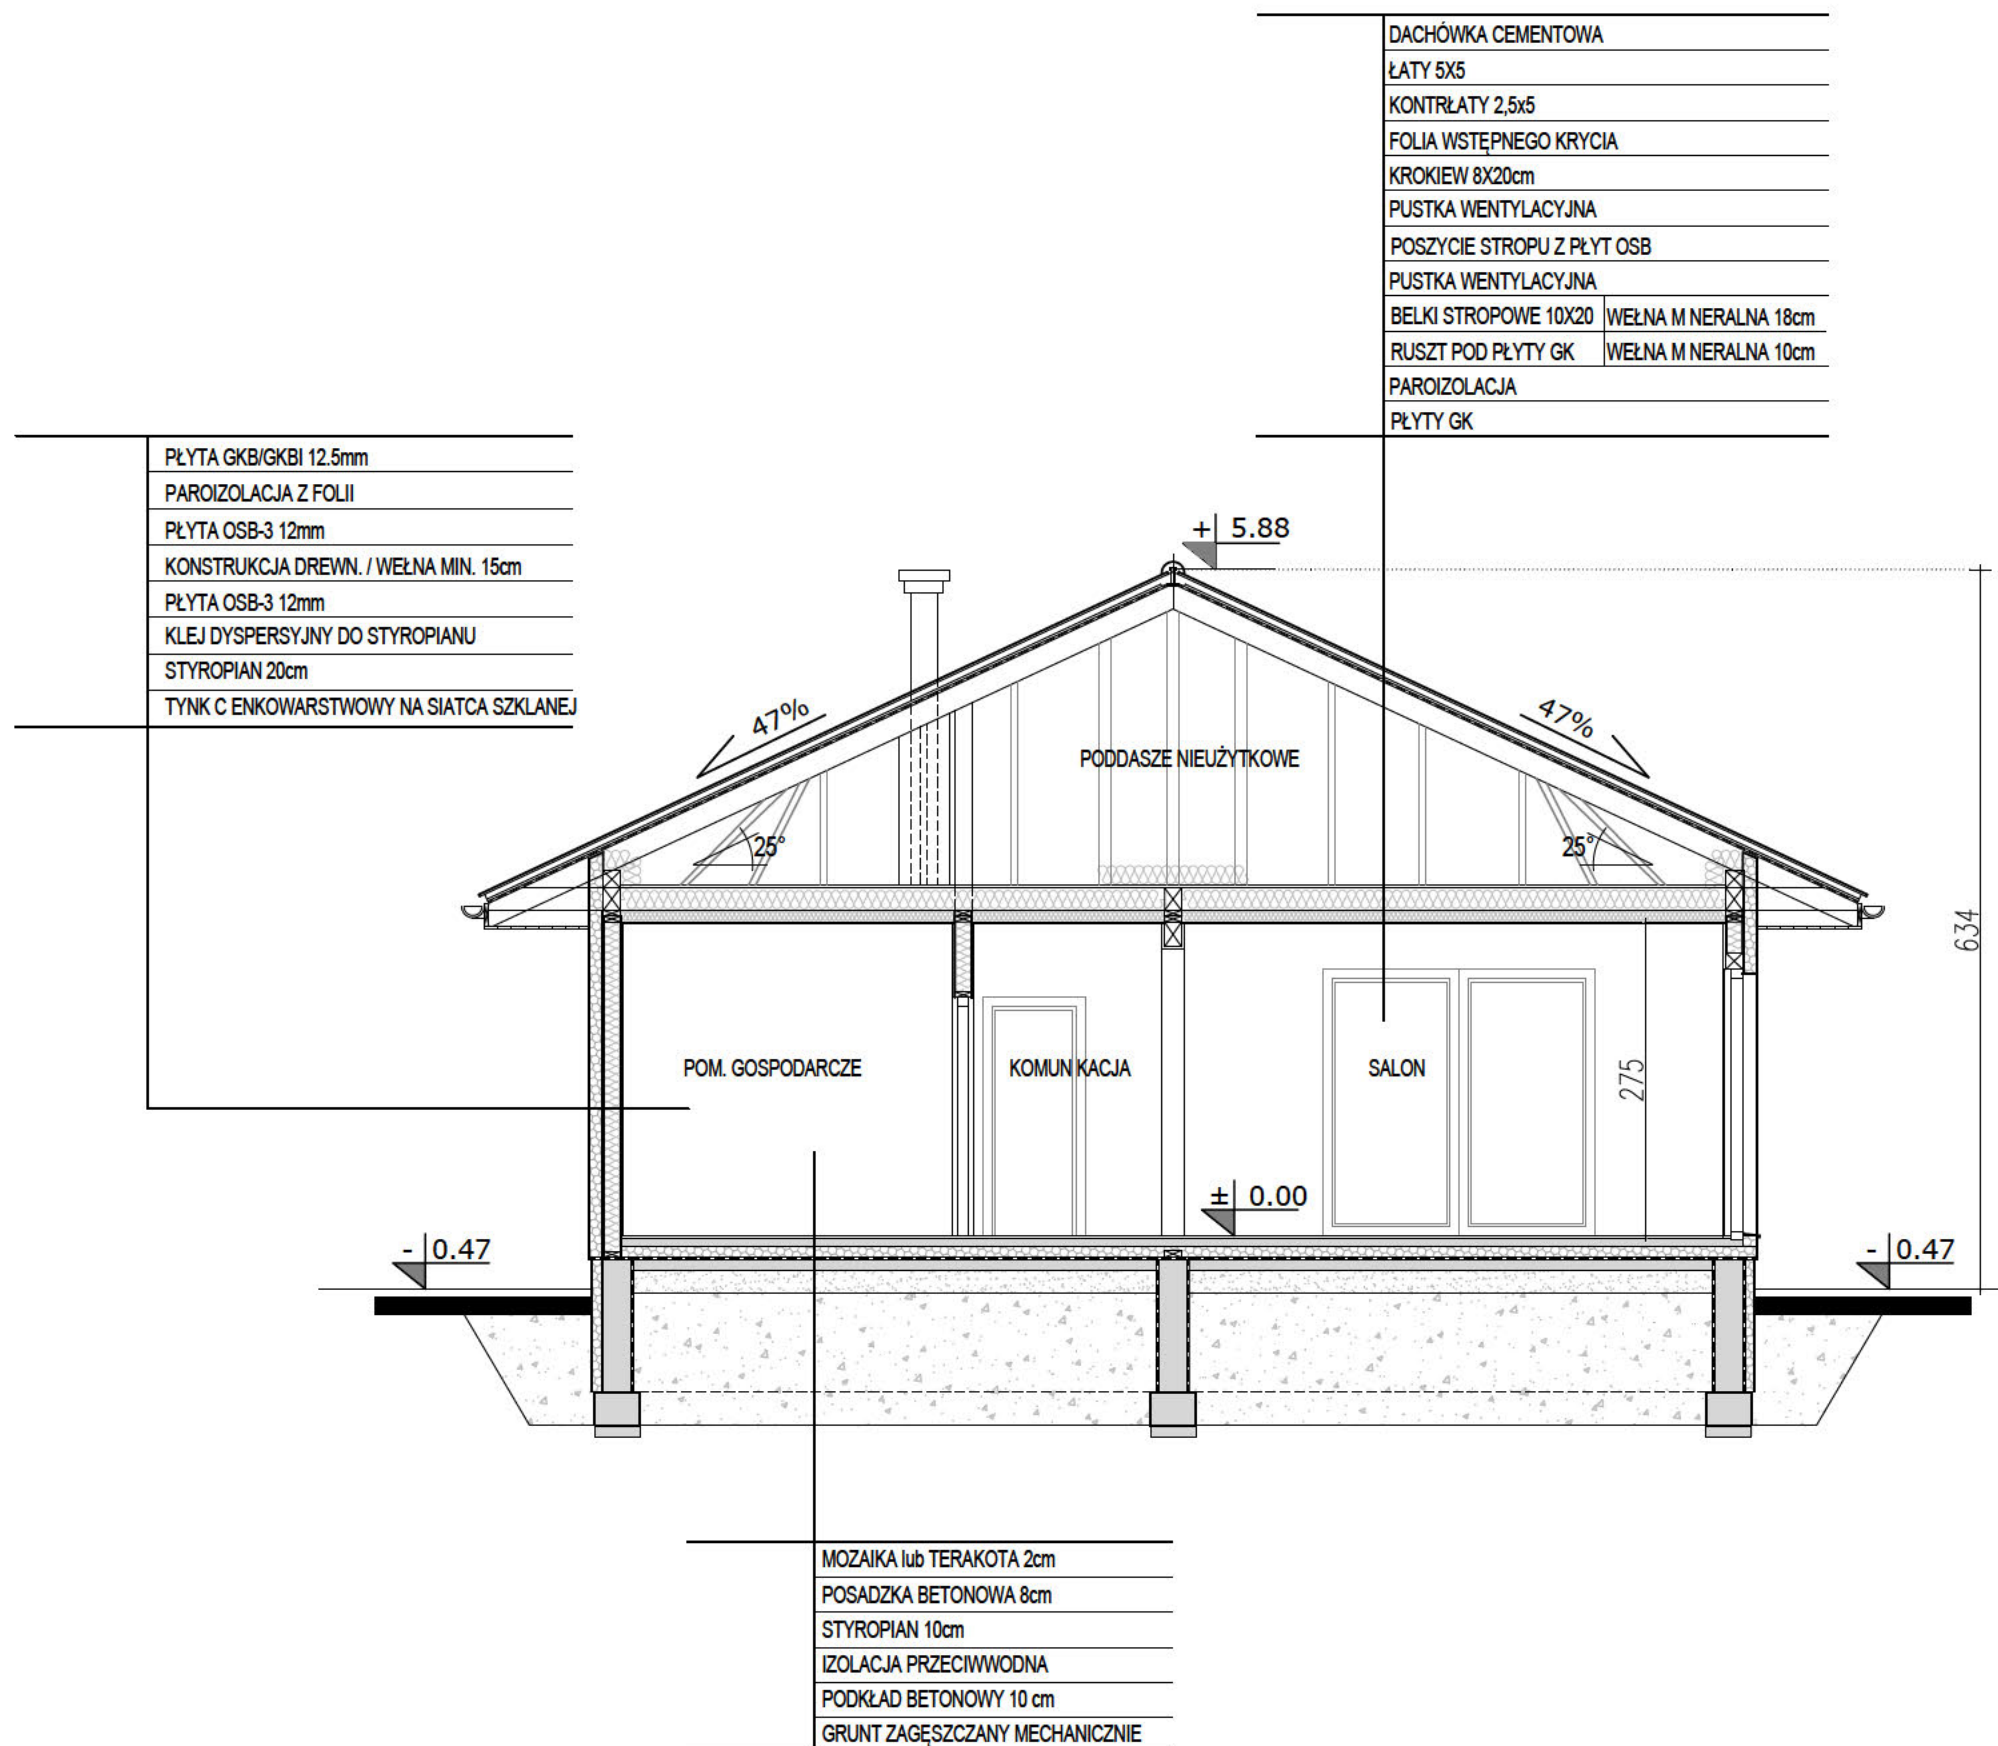 DACHÓWKA CEMENTOWA
ŁATY 5X5
KONTRŁATY 2,5x5
FOLIA WSTĘPNEGO KRYCIA
KROKIEW 8X20cm
PUSTKA WENTYLACYJNA
POSZYCIE STROPU Z PŁYT OSB
PUSTKA WENTYLACYJNA
BELKI STROPOWE 10X20 WEŁNA M NERALNA 18cm
RUSZT POD PŁYTY GK WEŁNA M NERALNA 10cm
PAROIZOLACJA
PŁYTY GK
PŁYTA GKB/GKBI 12.5mm
PAROIZOLACJA Z FOLII
PŁYTA OSB-3 12mm
KONSTRUKCJA DREWN. / WEŁNA MIN. 15cm
PŁYTA OSB-3 12mm
KLEJ DYSPERSYJNY DO STYROPIANU
STYROPIAN 20cm
TYNK C ENKOWARSTWOWY NA SIATCA SZKLANEJ
+ 5.88
47%
47%
PODDASZE NIEUŻYTKOWE
25°
25°
634
POM. GOSPODARCZE
KOMUN KACJA
SALON
275
± 0.00
- 0.47
- 0.47
MOZAIKA lub TERAKOTA 2cm
POSADZKA BETONOWA 8cm
STYROPIAN 10cm
IZOLACJA PRZECIWWODNA
PODKŁAD BETONOWY 10 cm
GRUNT ZAGĘSZCZANY MECHANICZNIE